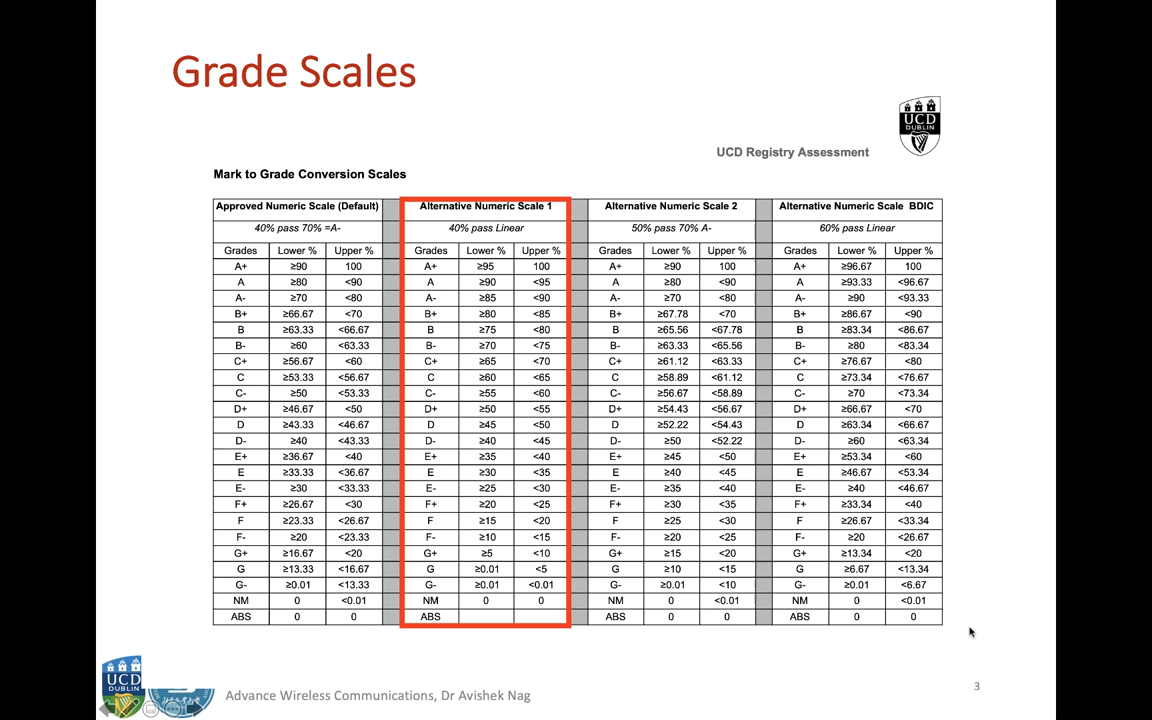 Grade Scales
UCD
DUBLIN
UCD Registry Assessment
Mark to Grade Conversion Scales
Approved Numeric Scale (Default) Alternative Numeric Scale 1 Alternative Numeric Scale 2 Alternative Numeric Scale BDIC
40% pass 70% =A- 40% pass Linear 50% pass 70% A- 60% pass Linear
Grades Lower % Upper % Grades Lower % Upper % Grades Lower % Upper % Grades Lower % Upper %
A+ ≥90 100 A+ ≥95 100 A+ ≥90 100 A+ ≥96.67 100
A ≥80 <90 A ≥90 <95 A ≥80 <90 A ≥93.33 <96.67
A- ≥70 <80 A- ≥85 <90 A- ≥70 <80 A- ≥90 <93.33
B+ ≥66.67 <70 B+ ≥80 <85 B+ ≥67.78 <70 B+ ≥86.67 <90
B ≥63.33 <66.67 B ≥75 <80 B ≥65.56 <67.78 B ≥83.34 <86.67
B- ≥60 <63.33 B- ≥70 <75 B- ≥63.33 <65.56 B- ≥80 <83.34
C+ ≥56.67 <60 C+ ≥65 <70 C+ ≥61.12 <63.33 C+ ≥76.67 <80
C ≥53.33 <56.67 C ≥60 <65 C ≥58.89 <61.12 C ≥73.34 <76.67
C- ≥50 <53.33 C- ≥55 <60 C- ≥56.67 <58.89 C- ≥70 <73.34
D+ ≥46.67 <50 D+ ≥50 <55 D+ ≥54.43 <56.67 D+ ≥66.67 <70
D ≥43.33 <46.67 D ≥45 <50 D ≥52.22 <54.43 D ≥63.34 <66.67
D- ≥40 <43.33 D- ≥40 <45 D- ≥50 <52.22 D- ≥60 <63.34
E+ ≥36.67 <40 E+ ≥35 <40 E+ ≥45 <50 E+ ≥53.34 <60
E ≥33.33 <36.67 E ≥30 <35 E ≥40 <45 E ≥46.67 <53.34
E- ≥30 <33.33 E- ≥25 <30 E- ≥35 <40 E- ≥40 <46.67
F+ ≥26.67 <30 F+ ≥20 <25 F+ ≥30 <35 F+ ≥33.34 <40
F ≥23.33 <26.67 F ≥15 <20 F ≥25 <30 F ≥26.67 <33.34
F- ≥20 <23.33 F- ≥10 <15 F- ≥20 <25 F- ≥20 <26.67
G+ ≥16.67 <20 G+ ≥5 <10 G+ ≥15 <20 G+ ≥13.34 <20
G ≥13.33 <16.67 G ≥0.01 <5 G ≥10 <15 G ≥6.67 <13.34
G- ≥0.01 <13.33 G- ≥0.01 <0.01 G- ≥0.01 <10 G- ≥0.01 <6.67
NM 0 <0.01 NM 0 0 NM 0 <0.01 NM 0 <0.01
ABS 0 0 ABS ABS 0 0 ABS 0 0
UCD
DUBLIN
Advance Wireless Communications, Dr Avishek Nag
3